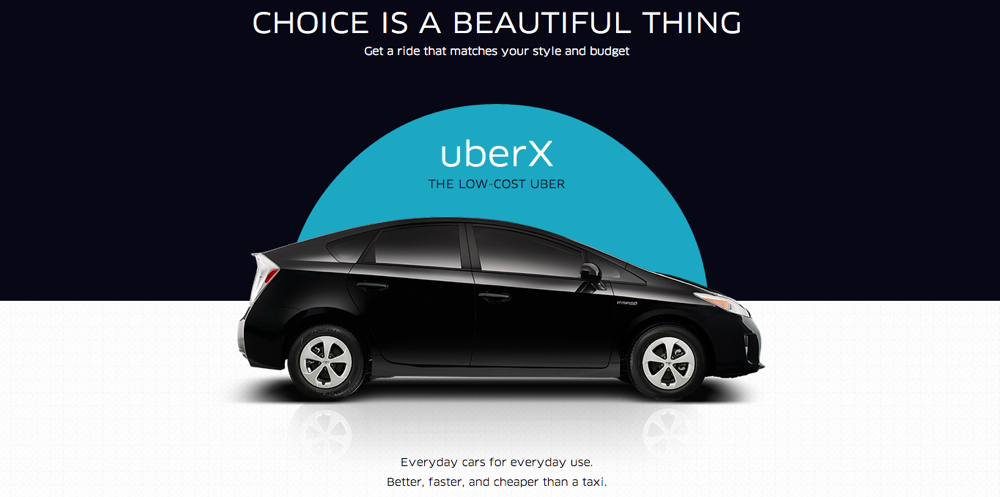 CHOICE IS A BEAUTIFUL THING
Get a ride that matches your style and budget
uberX
THE LOW-COST UBER
HYBRID
Everyday cars for everyday use.
Better, faster, and cheaper than a taxi.